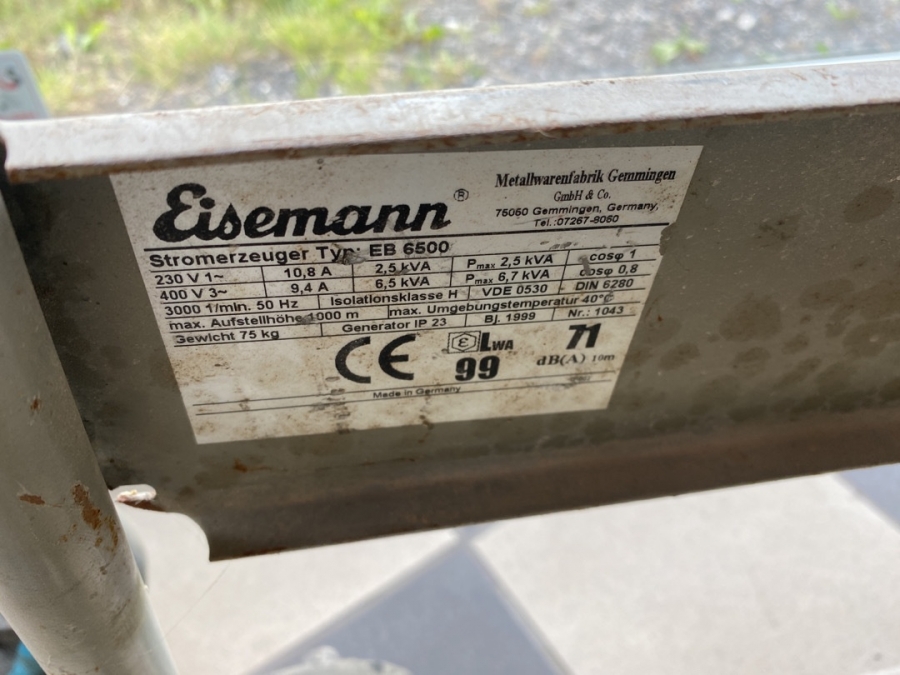 Eisemann®
Metallwarenfabrik Gemmingen
GmbH & Co.
75050 Gemmingen, Germany,
Tel.:07267-8060
Stromerzeuger Typ: EB 6500
230 V 1~ 10,8 A 2,5 kVA Pmax 2,5 kVA cosφ 1
400 V 3~ 9,4 A 6,5 kVA Pmax 6,7 kVA cosφ 0,8
3000 1/min. 50 Hz Isolationsklasse H VDE 0530 DIN 6280
max. Aufstellhöhe 1000 m max. Umgebungstemperatur 40°C
Gewicht 75 kg Generator IP 23 Bj. 1999 Nr.: 1043
CE ε LWA 71
99 dB(A) 10m
Made in Germany